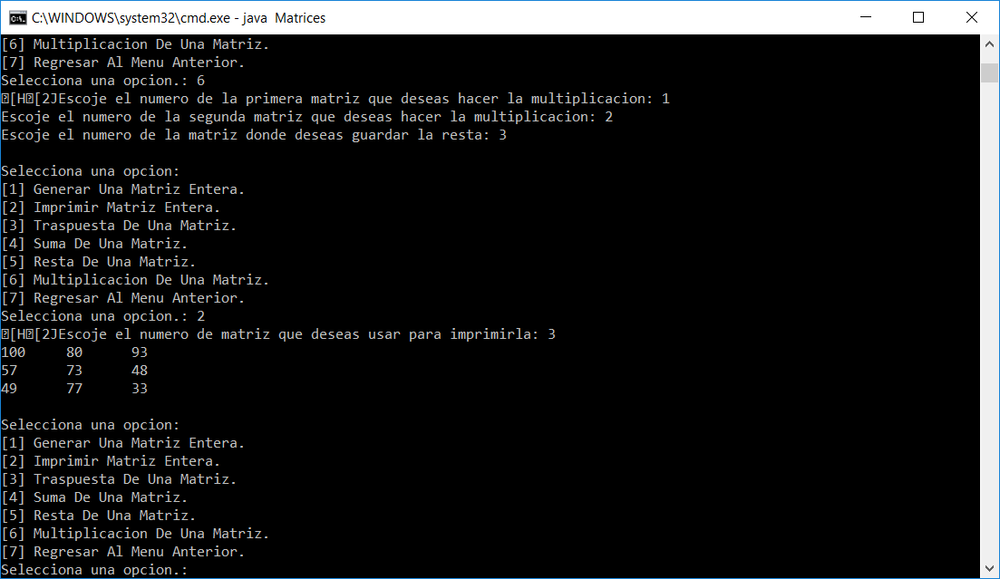 C:\WINDOWS\system32\cmd.exe - java  Matrices
[6] Multiplicacion De Una Matriz.
[7] Regresar Al Menu Anterior.
Selecciona una opcion.: 6
[H[2JEscoje el numero de la primera matriz que deseas hacer la multiplicacion: 1
Escoje el numero de la segunda matriz que deseas hacer la multiplicacion: 2
Escoje el numero de la matriz donde deseas guardar la resta: 3
Selecciona una opcion:
[1] Generar Una Matriz Entera.
[2] Imprimir Matriz Entera.
[3] Traspuesta De Una Matriz.
[4] Suma De Una Matriz.
[5] Resta De Una Matriz.
[6] Multiplicacion De Una Matriz.
[7] Regresar Al Menu Anterior.
Selecciona una opcion.: 2
[H[2JEscoje el numero de matriz que deseas usar para imprimirla: 3
100     80      93
57      73      48
49      77      33
Selecciona una opcion:
[1] Generar Una Matriz Entera.
[2] Imprimir Matriz Entera.
[3] Traspuesta De Una Matriz.
[4] Suma De Una Matriz.
[5] Resta De Una Matriz.
[6] Multiplicacion De Una Matriz.
[7] Regresar Al Menu Anterior.
Selecciona una opcion.: